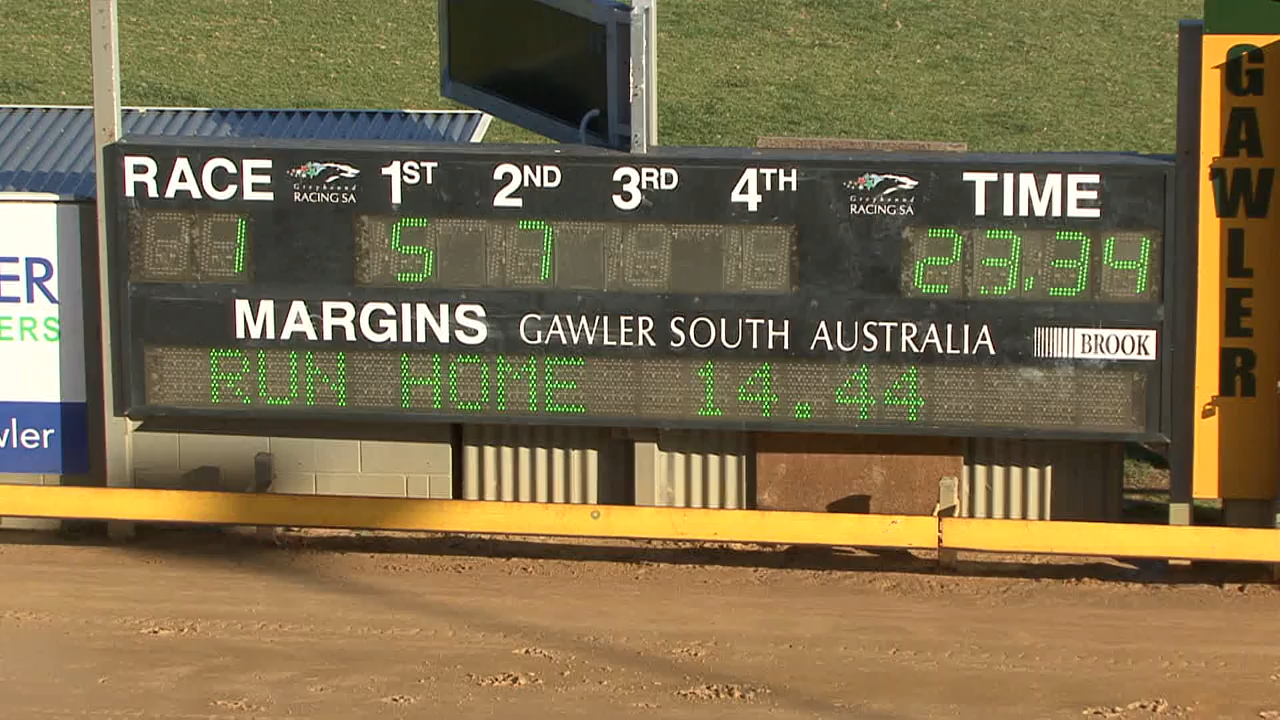 RACE 1ST 2ND 3RD 4TH TIME
Greyhound RACING SA Greyhound RACING SA
1 5 7 23.34
MARGINS GAWLER SOUTH AUSTRALIA BROOK
RUN HOME 14.44
GAWLER
ER
ERS
wler